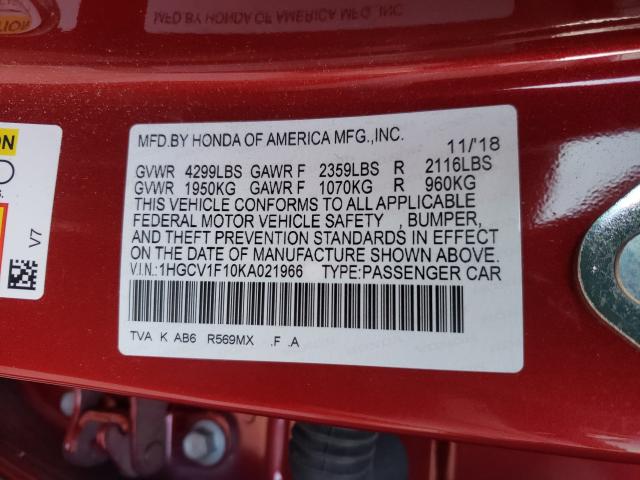 MFD.BY HONDA OF AMERICA MFG.,INC. 11/'18
GVWR 4299LBS GAWR F 2359LBS R 2116LBS
GVWR 1950KG GAWR F 1070KG R 960KG
THIS VEHICLE CONFORMS TO ALL APPLICABLE
FEDERAL MOTOR VEHICLE SAFETY , BUMPER,
AND THEFT PREVENTION STANDARDS IN EFFECT
ON THE DATE OF MANUFACTURE SHOWN ABOVE.
V.I.N.:1HGCV1F10KA021966 TYPE:PASSENGER CAR
TVA K AB6 R569MX .F .A
V7